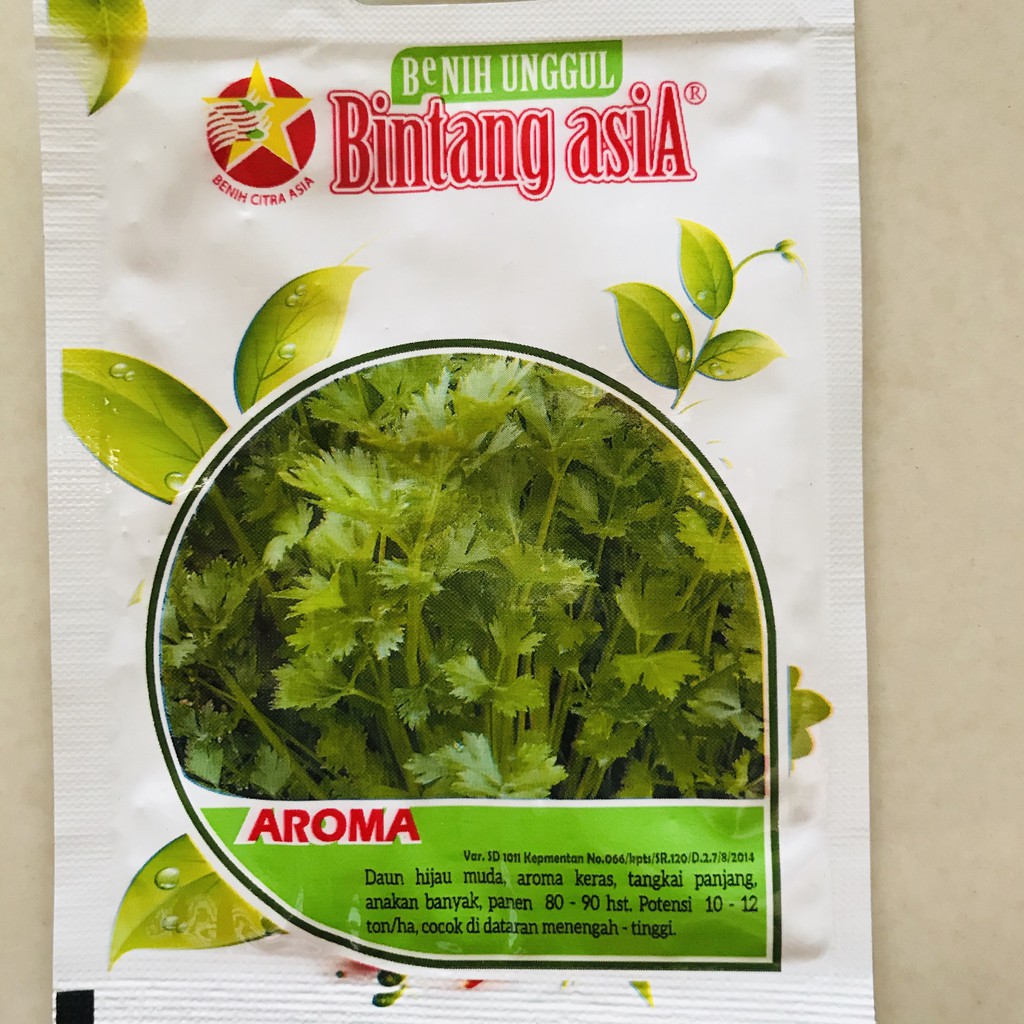 BeNIH UNGGUL
Bintang asiA®
BENIH CITRA ASIA
AROMA
Var. SD 1011 Kepmentan No.066/kpts/SR.120/D.2.7/8/2014
Daun hijau muda, aroma keras, tangkai panjang,
anakan banyak, panen 80 - 90 hst. Potensi 10 - 12
ton/ha, cocok di dataran menengah - tinggi.